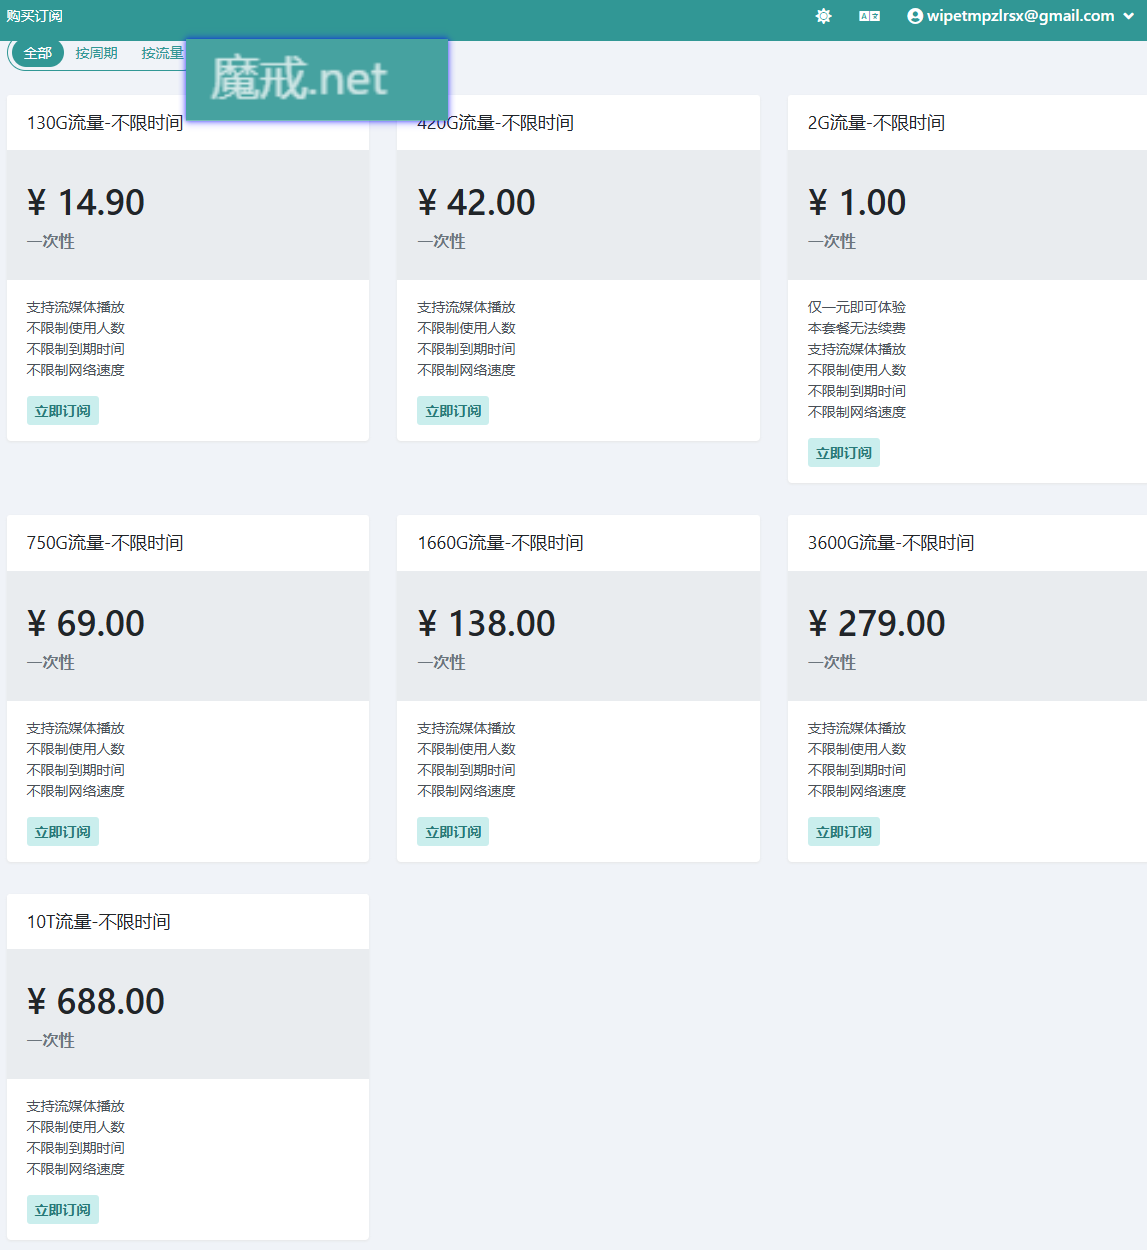 购买订阅
wipetmpzlrsx@gmail.com
全部 按周期 按流量
魔戒.net
130G流量-不限时间
¥ 14.90
一次性
支持流媒体播放
不限制使用人数
不限制到期时间
不限制网络速度
立即订阅
420G流量-不限时间
¥ 42.00
一次性
支持流媒体播放
不限制使用人数
不限制到期时间
不限制网络速度
立即订阅
2G流量-不限时间
¥ 1.00
一次性
仅一元即可体验
本套餐无法续费
支持流媒体播放
不限制使用人数
不限制到期时间
不限制网络速度
立即订阅
750G流量-不限时间
¥ 69.00
一次性
支持流媒体播放
不限制使用人数
不限制到期时间
不限制网络速度
立即订阅
1660G流量-不限时间
¥ 138.00
一次性
支持流媒体播放
不限制使用人数
不限制到期时间
不限制网络速度
立即订阅
3600G流量-不限时间
¥ 279.00
一次性
支持流媒体播放
不限制使用人数
不限制到期时间
不限制网络速度
立即订阅
10T流量-不限时间
¥ 688.00
一次性
支持流媒体播放
不限制使用人数
不限制到期时间
不限制网络速度
立即订阅